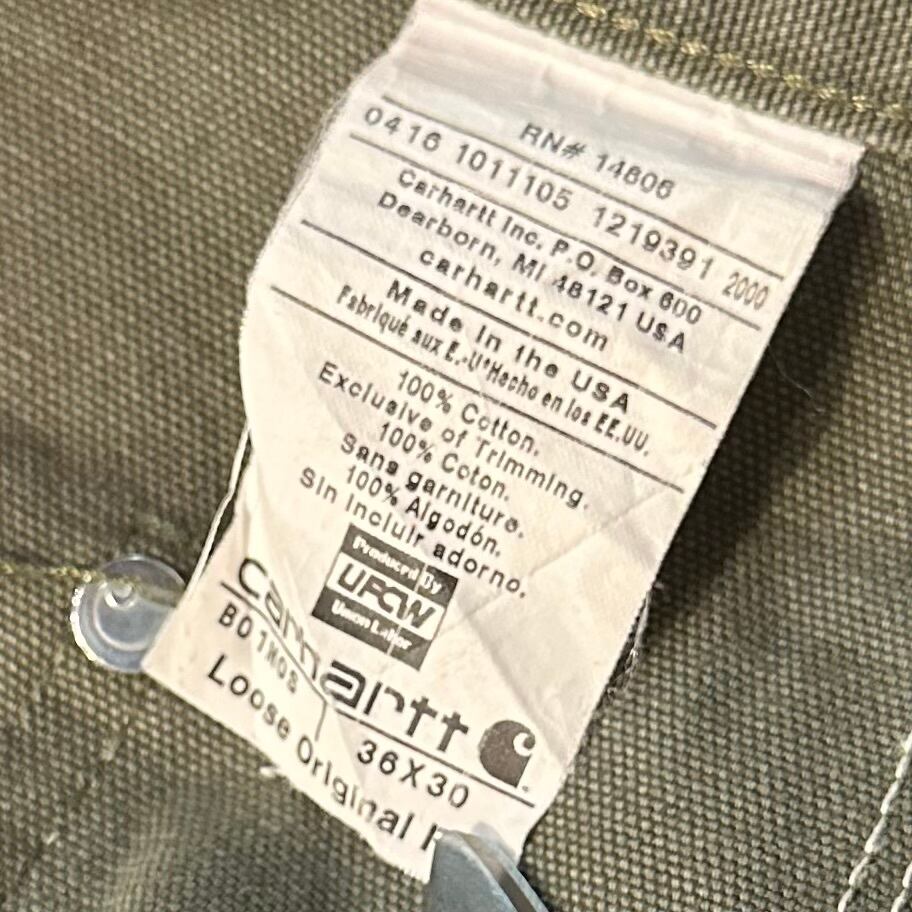 RN# 14806
0416 1011105 1219391 2000
Carhartt Inc. P.O. Box 600
Dearborn, MI 48121 USA
carhartt.com
Made in the USA
Fabriqué aux E.-U*Hecho en los EE.UU.
100% Cotton.
Exclusive of Trimming.
100% Coton.
Sans garniture.
100% Algodón.
Sin incluir adorno.
Produced By
UFCW
Union Labor
carhartt
36X30
Loose Original